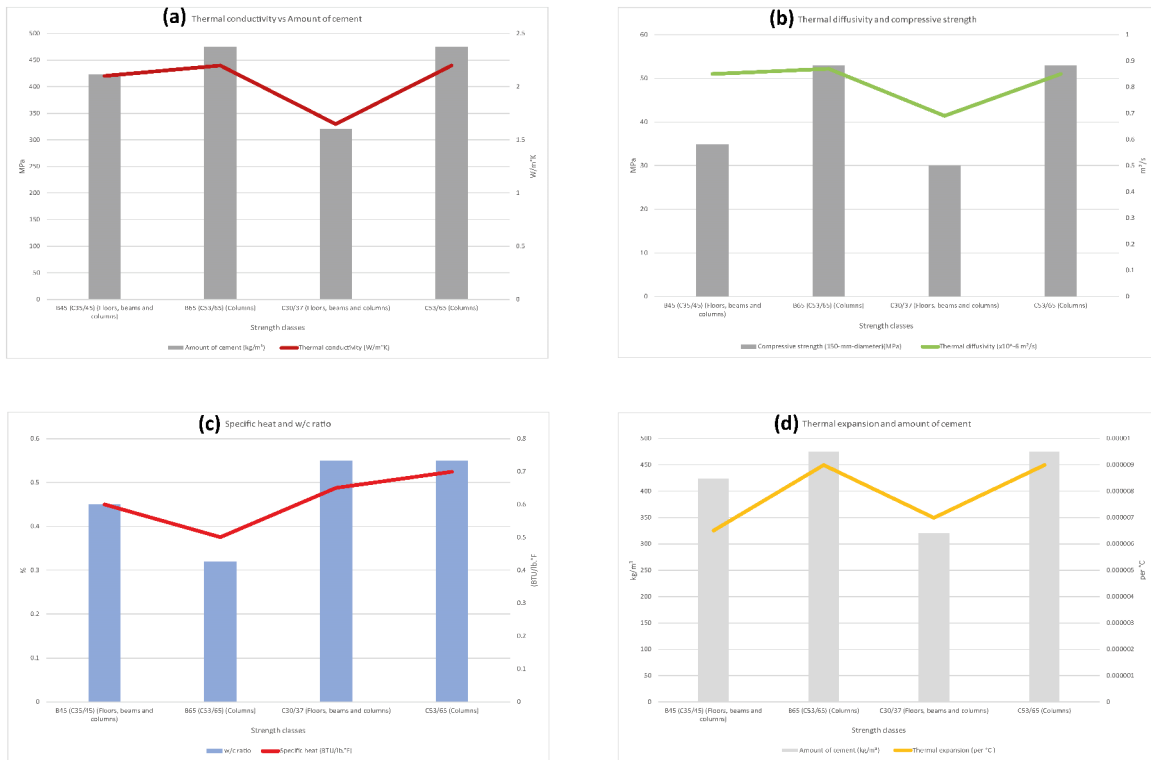 (a) Thermal conductivity vs Amount of cement
500
450
400
350
300
250
200
150
100
50
0
MPa
2.5
2
1.5
1
0.5
0
W/m°K
B45 (C35/45) (Floors, beams and
columns)
B65 (C53/65) (Columns)
C30/37 (Floors, beams and columns)
C53/65 (Columns)
Strength classes
Amount of cement (kg/m³)
Thermal conductivity (W/m°K)
(b) Thermal diffusivity and compressive strength
60
50
40
30
20
10
0
MPa
1
0.9
0.8
0.7
0.6
0.5
0.4
0.3
0.2
0.1
0
m²/s
B45 (C35/45) (Floors, beams and
columns)
B65 (C53/65) (Columns)
C30/37 (Floors, beams and columns)
C53/65 (Columns)
Strength classes
Compressive strength (150-mm-diameter)(MPa)
Thermal diffusivity (x10^-6 m²/s)
(c) Specific heat and w/c ratio
0.6
0.5
0.4
0.3
0.2
0.1
0
%
0.8
0.7
0.6
0.5
0.4
0.3
0.2
0.1
0
(BTU/lb.°F
B45 (C35/45) (Floors, beams and
columns)
B65 (C53/65) (Columns)
C30/37 (Floors, beams and columns)
C53/65 (Columns)
Strength classes
w/c ratio
Specific heat (BTU/lb.°F)
(d) Thermal expansion and amount of cement
500
450
400
350
300
250
200
150
100
50
0
kg/m³
0.00001
0.000009
0.000008
0.000007
0.000006
0.000005
0.000004
0.000003
0.000002
0.000001
0
per °C
B45 (C35/45) (Floors, beams and
columns)
B65 (C53/65) (Columns)
C30/37 (Floors, beams and columns)
C53/65 (Columns)
Strength classes
Amount of cement (kg/m³)
Thermal expansion (per °C)